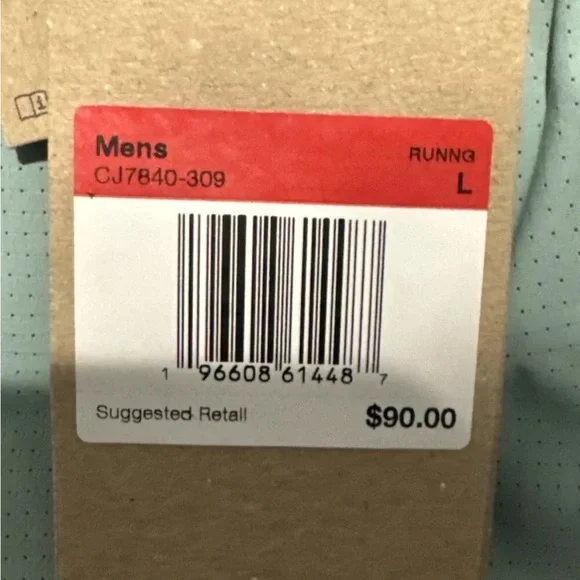 Mens
RUNNG
CJ7840-309
L
1 96608 61448 7
Suggested Retail
$90.00